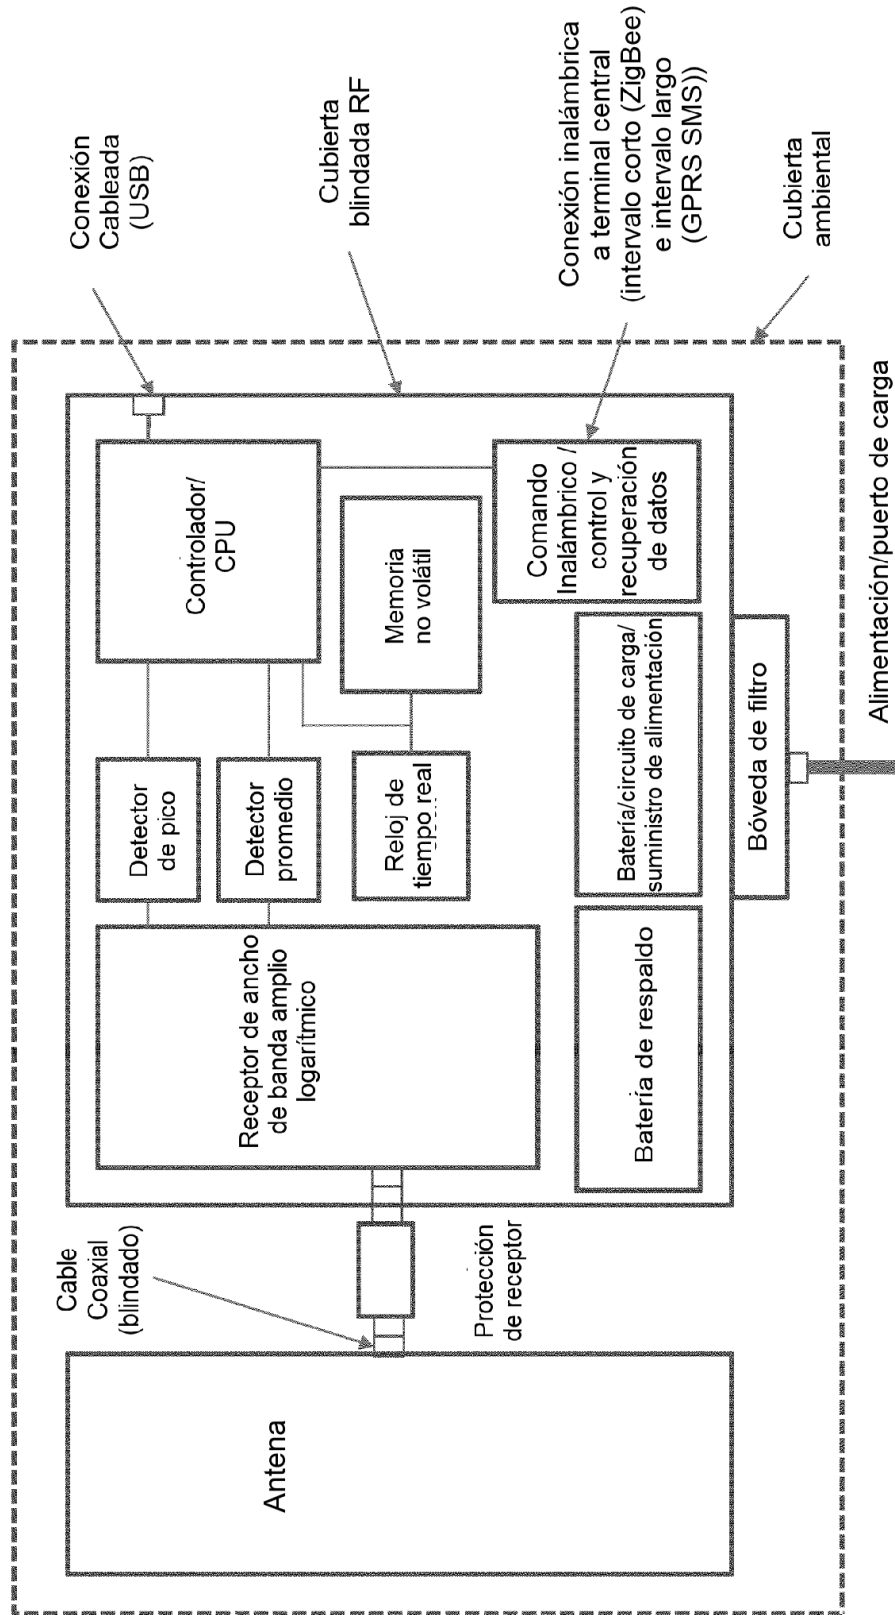 Antena
Cable
Coaxial
(blindado)
Protección
de receptor
Receptor de ancho
de banda amplio
logarítmico
Detector
de pico
Detector
promedio
Reloj de
tiempo real
Controlador/
CPU
Memoria
no volátil
Comando
Inalámbrico /
control y
recuperación
de datos
Batería de respaldo
Batería/circuito de carga/
suministro de alimentación
Bóveda de filtro
Alimentación/puerto de carga
Conexión
Cableada
(USB)
Cubierta
blindada RF
Conexión inalámbrica
a terminal central
(intervalo corto (ZigBee)
e intervalo largo
(GPRS SMS))
Cubierta
ambiental